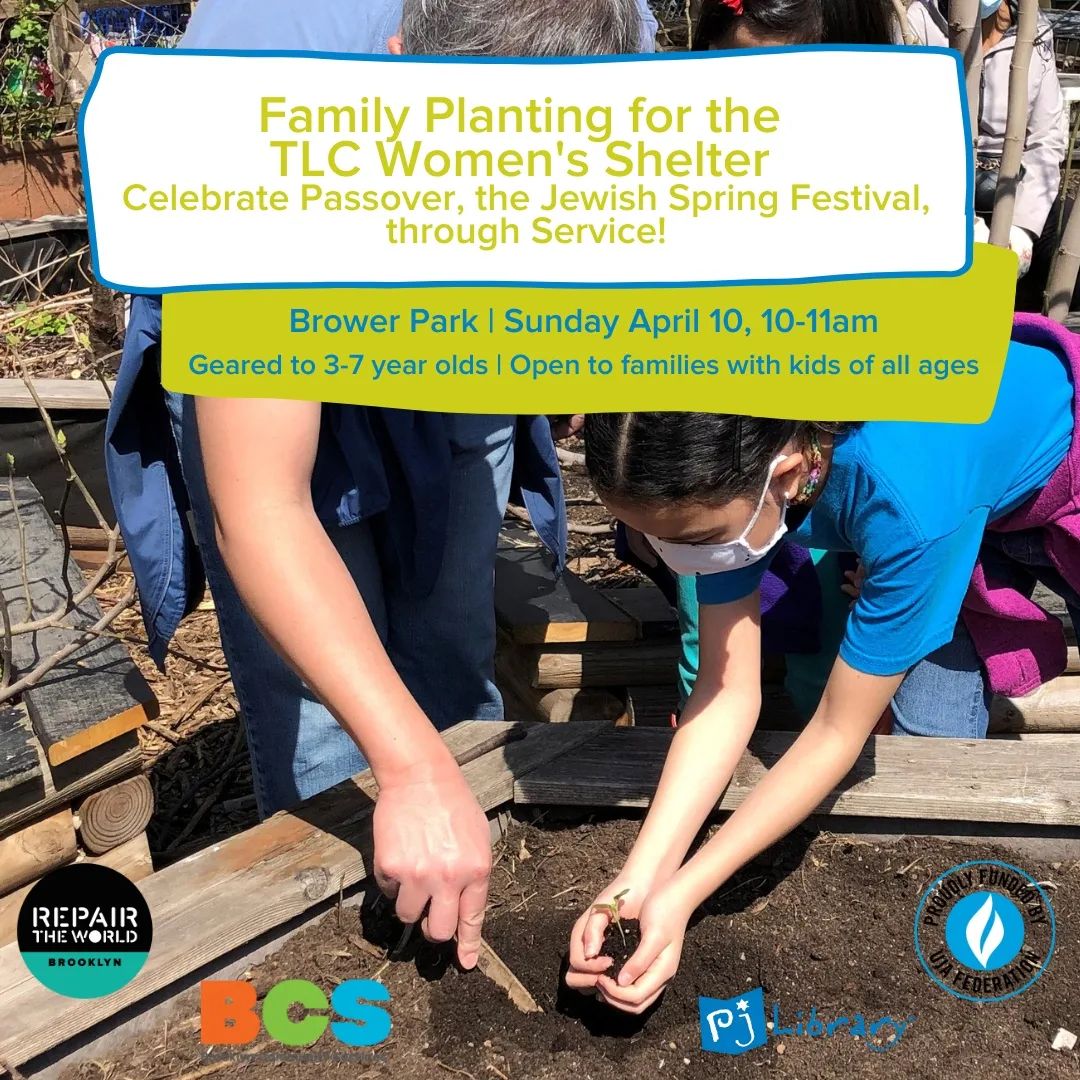 Family Planting for the
TLC Women's Shelter
Celebrate Passover, the Jewish Spring Festival,
through Service!
Brower Park | Sunday April 10, 10-11am
Geared to 3-7 year olds | Open to families with kids of all ages
REPAIR
THE WORLD
BROOKLYN
PROUDLY FUNDED BY
UJA FEDERATION
BCS
PJ Library